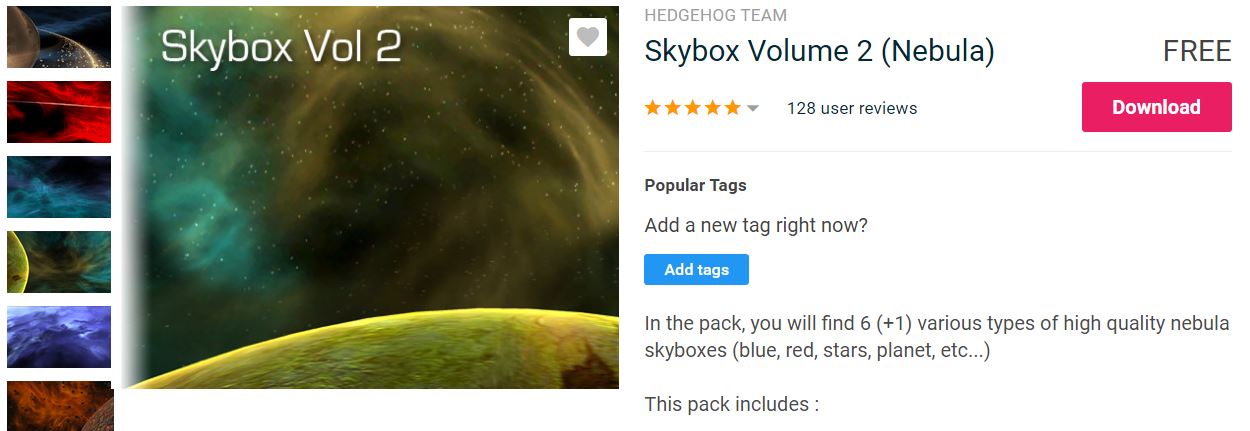 Skybox Vol 2
HEDGEHOG TEAM
Skybox Volume 2 (Nebula)
FREE
128 user reviews
Download
Popular Tags
Add a new tag right now?
Add tags
In the pack, you will find 6 (+1) various types of high quality nebula
skyboxes (blue, red, stars, planet, etc...)
This pack includes :